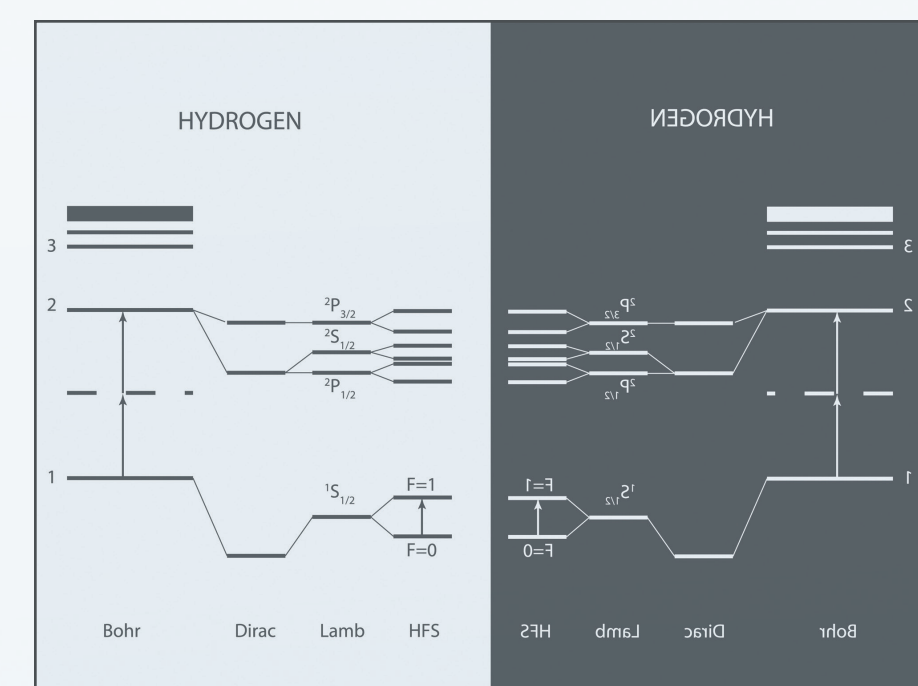 HYDROGEN
HYDROGEN
3
3
2
2
²P₃/₂
²P₃/₂
²S₁/₂
²S₁/₂
²P₁/₂
²P₁/₂
1
1
¹S₁/₂
F=1
F=1
¹S₁/₂
F=0
F=0
Bohr Dirac Lamb HFS
HFS Lamb Dirac Bohr